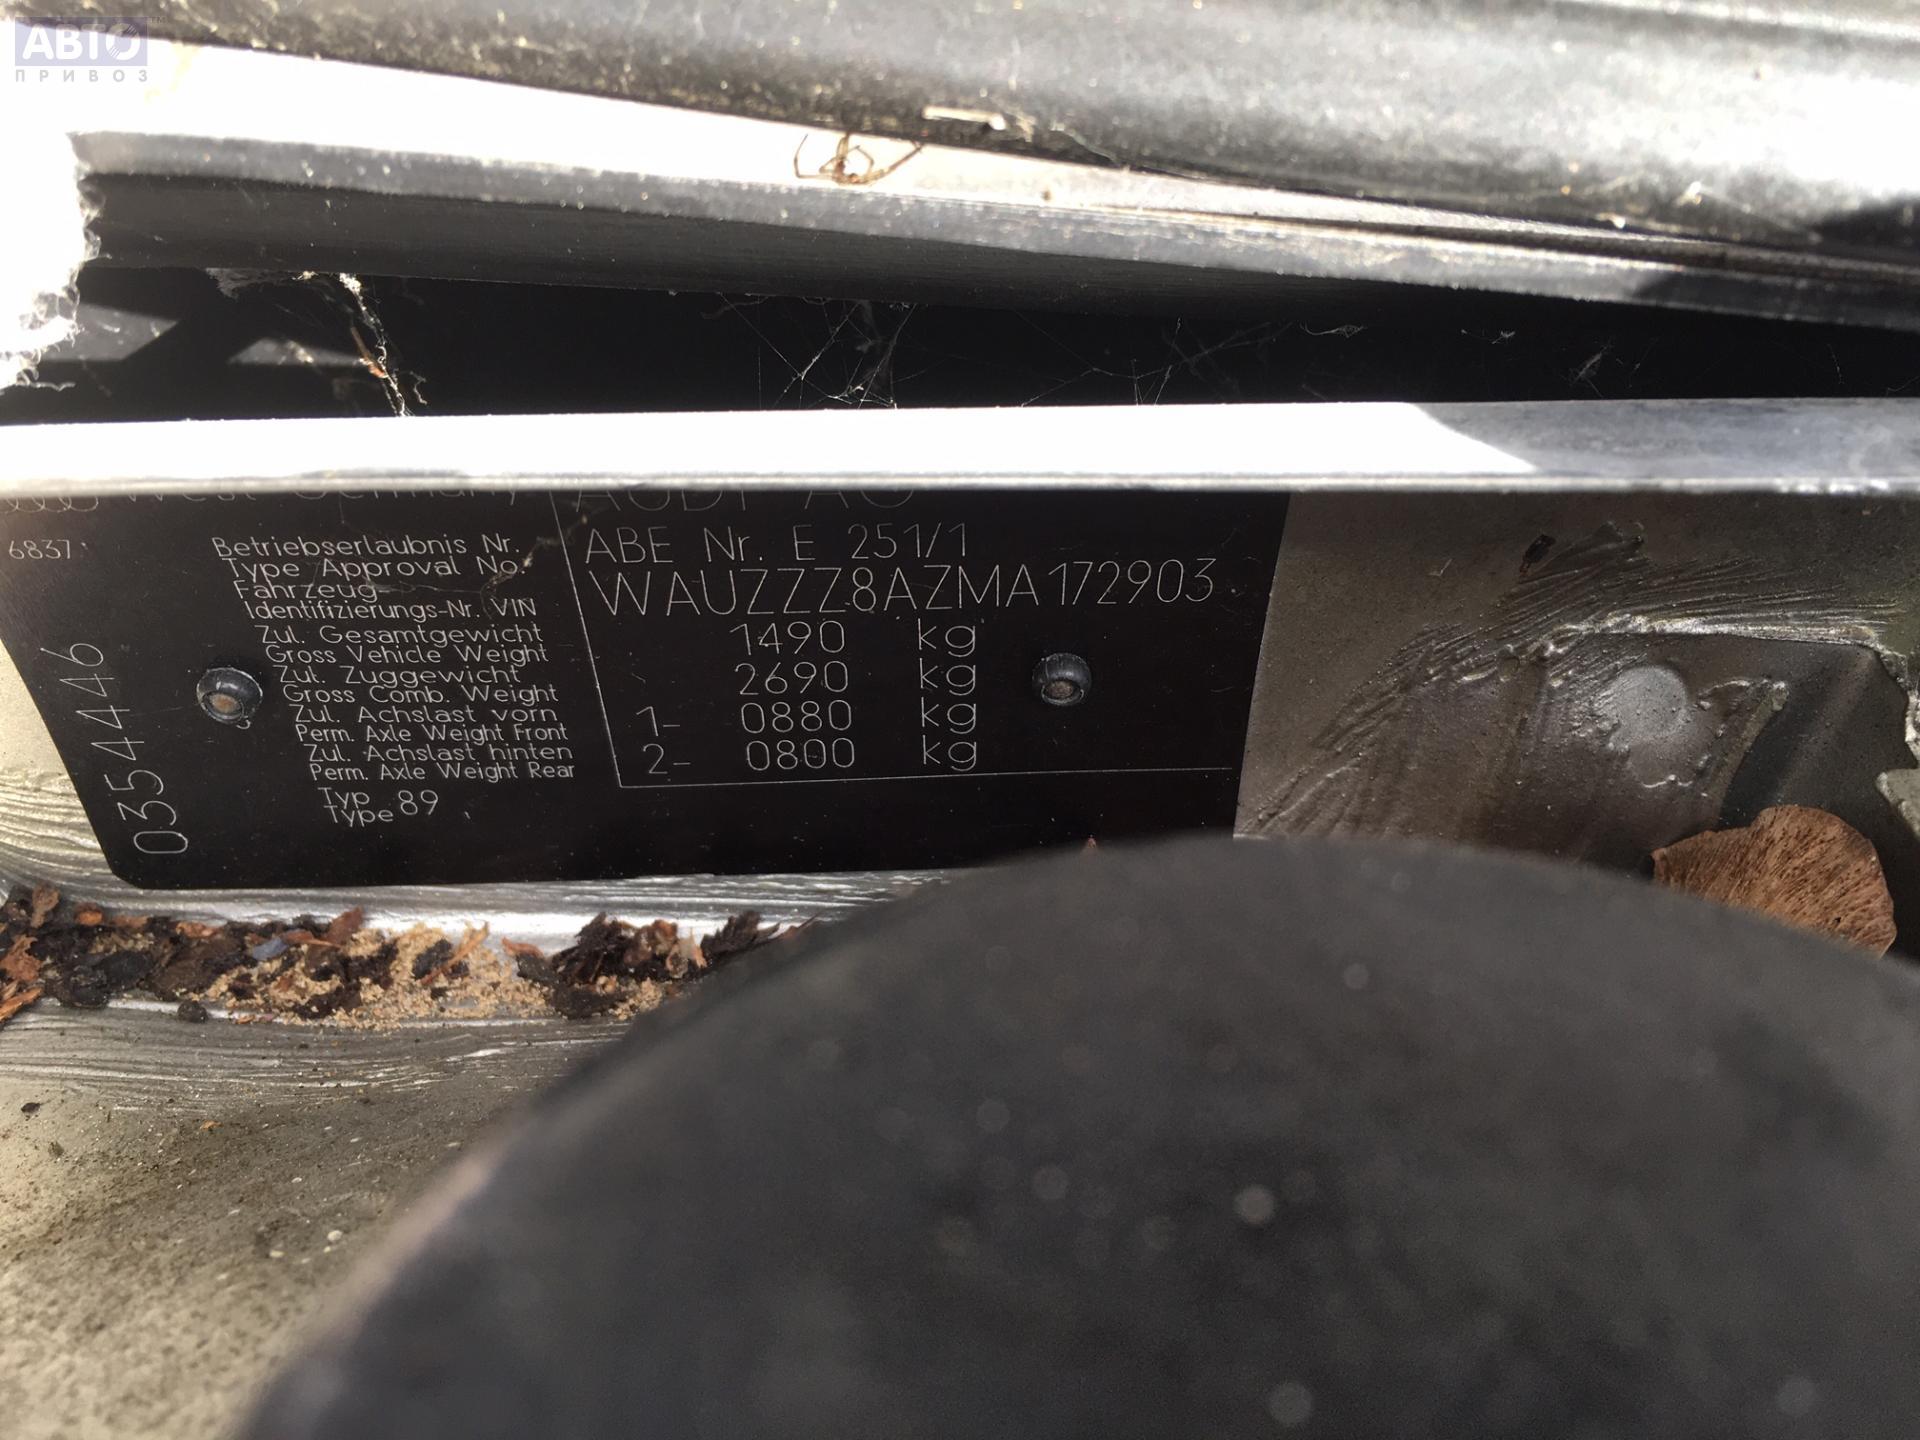 АВТО™
ПРИВОЗ
West Germany
AUDI AG
6837
Betriebserlaubnis Nr.
Type Approval No.
ABE Nr. E 251/1
Fahrzeug-
Identifizierungs-Nr. VIN
WAUZZZ8AZMA172903
Zul. Gesamtgewicht
Gross Vehicle Weight
1490 kg
Zul. Zuggewicht
Gross Comb. Weight
2690 kg
Zul. Achslast vorn
Perm. Axle Weight Front
1- 0880 kg
Zul. Achslast hinten
Perm. Axle Weight Rear
2- 0800 kg
Typ
Type 89
0354446